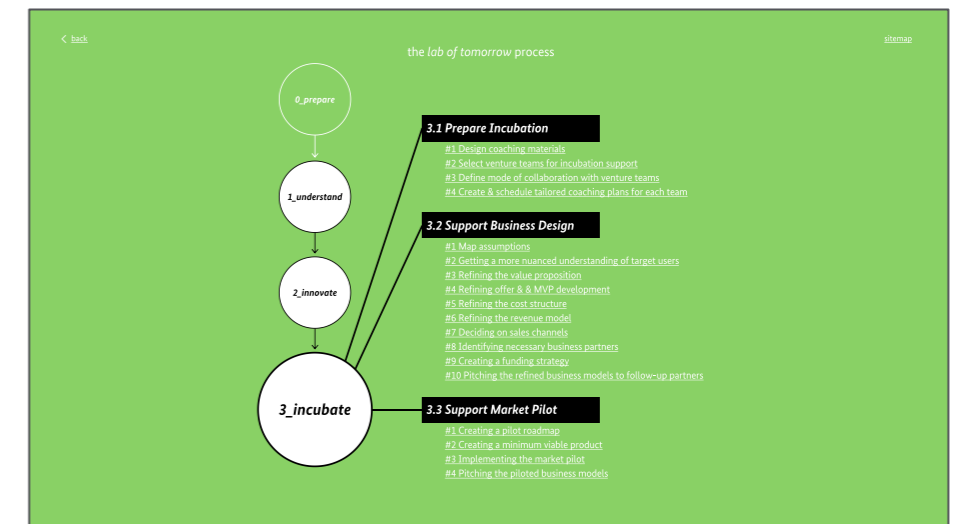 back
sitemap
the lab of tomorrow process
0_prepare
1_understand
2_innovate
3_incubate
3.1 Prepare Incubation
#1 Design coaching materials
#2 Select venture teams for incubation support
#3 Define mode of collaboration with venture teams
#4 Create & schedule tailored coaching plans for each team
3.2 Support Business Design
#1 Map assumptions
#2 Getting a more nuanced understanding of target users
#3 Refining the value proposition
#4 Refining offer & & MVP development
#5 Refining the cost structure
#6 Refining the revenue model
#7 Deciding on sales channels
#8 Identifying necessary business partners
#9 Creating a funding strategy
#10 Pitching the refined business models to follow-up partners
3.3 Support Market Pilot
#1 Creating a pilot roadmap
#2 Creating a minimum viable product
#3 Implementing the market pilot
#4 Pitching the piloted business models